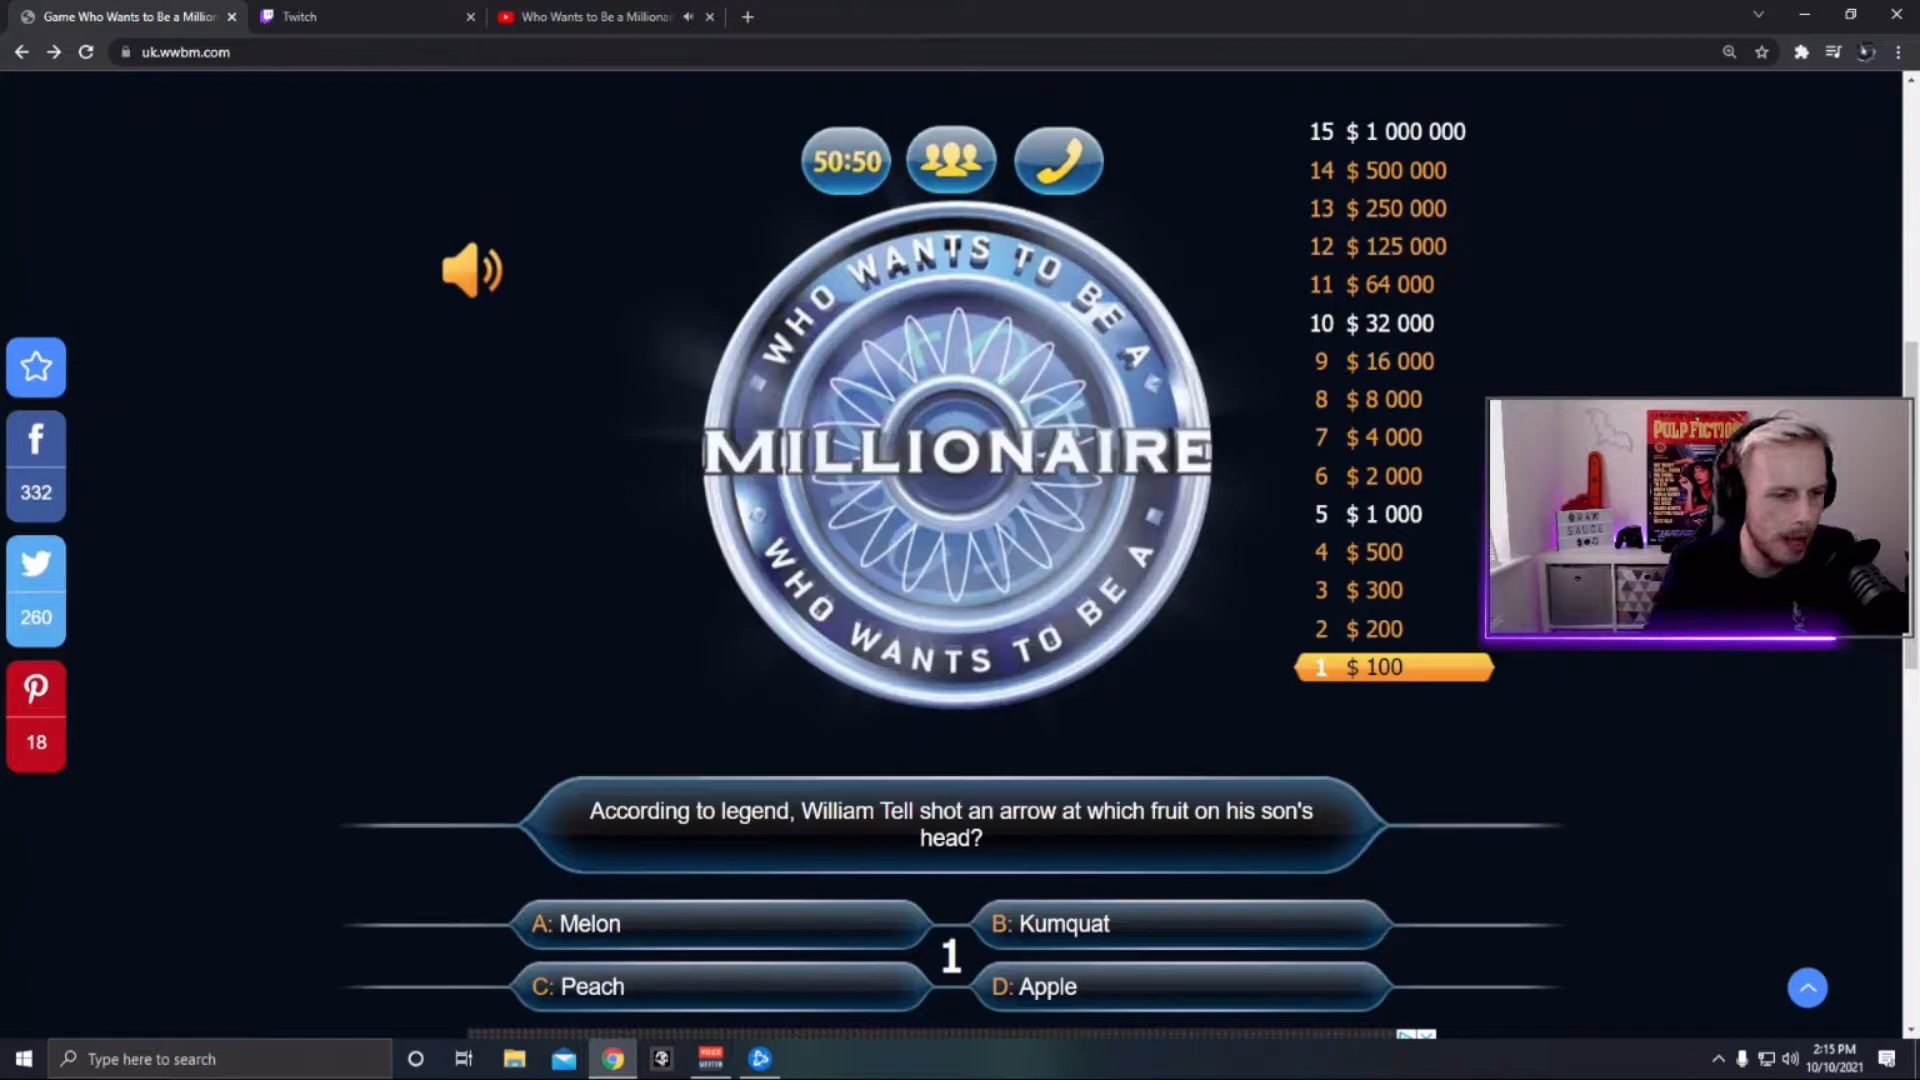 Game Who Wants to Be a Million
Twitch
Who Wants to Be a Milliona
uk.wwbm.com
50:50
WHO WANTS TO BE A
MILLIONAIRE
WHO WANTS TO BE A
15 $ 1 000 000
14 $ 500 000
13 $ 250 000
12 $ 125 000
11 $ 64 000
10 $ 32 000
9 $ 16 000
8 $ 8 000
7 $ 4 000
6 $ 2 000
5 $ 1 000
4 $ 500
3 $ 300
2 $ 200
1 $ 100
332
260
18
PULP FICTION
SAUCE
According to legend, William Tell shot an arrow at which fruit on his son's
head?
A: Melon
B: Kumquat
1
C: Peach
D: Apple
Type here to search
VOICE
MEETER
2:15 PM
10/10/2021